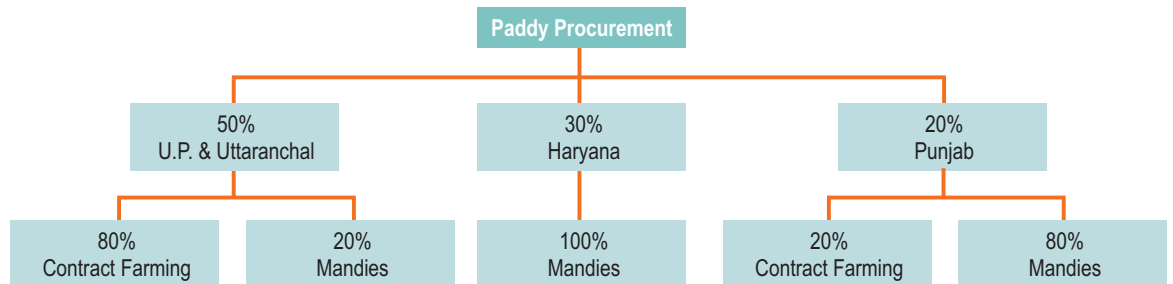 Paddy Procurement
50%
U.P. & Uttaranchal
30%
Haryana
20%
Punjab
80%
Contract Farming
20%
Mandies
100%
Mandies
20%
Contract Farming
80%
Mandies